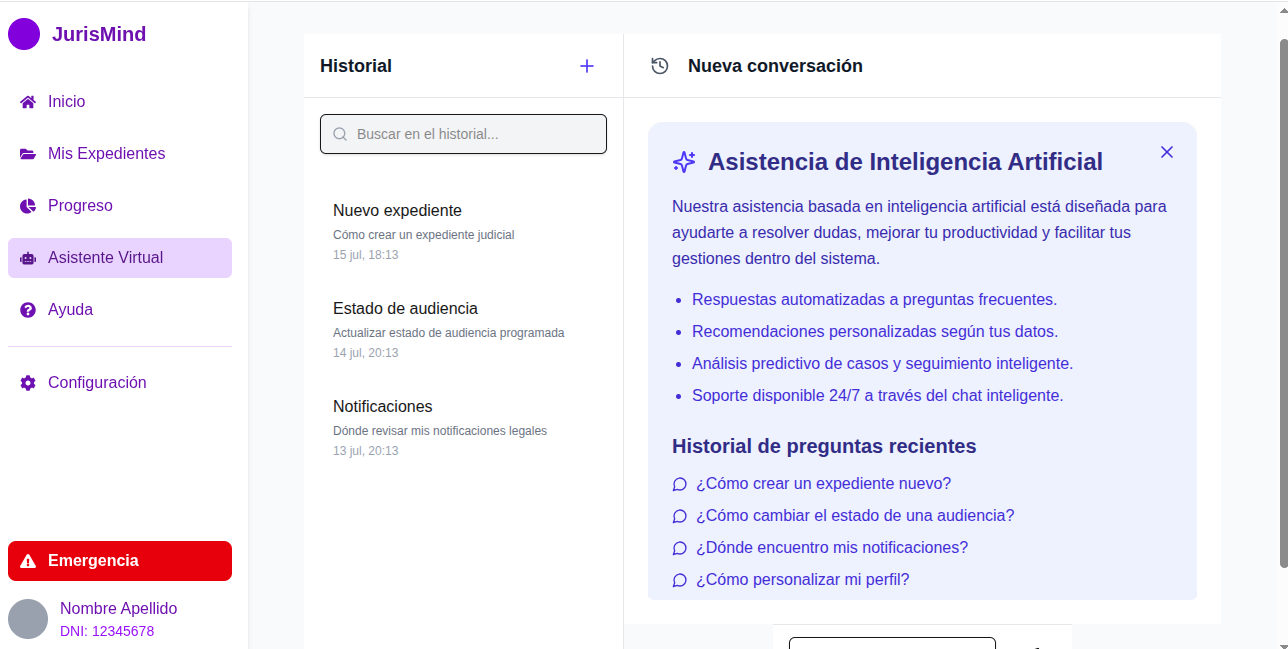 JurisMind
Inicio
Mis Expedientes
Progreso
Asistente Virtual
Ayuda
Configuración
Emergencia
Nombre Apellido
DNI: 12345678
Historial
Buscar en el historial...
Nuevo expediente
Cómo crear un expediente judicial
15 jul, 18:13
Estado de audiencia
Actualizar estado de audiencia programada
14 jul, 20:13
Notificaciones
Dónde revisar mis notificaciones legales
13 jul, 20:13
Nueva conversación
Asistencia de Inteligencia Artificial
Nuestra asistencia basada en inteligencia artificial está diseñada para
ayudarte a resolver dudas, mejorar tu productividad y facilitar tus
gestiones dentro del sistema.
Respuestas automatizadas a preguntas frecuentes.
Recomendaciones personalizadas según tus datos.
Análisis predictivo de casos y seguimiento inteligente.
Soporte disponible 24/7 a través del chat inteligente.
Historial de preguntas recientes
¿Cómo crear un expediente nuevo?
¿Cómo cambiar el estado de una audiencia?
¿Dónde encuentro mis notificaciones?
¿Cómo personalizar mi perfil?